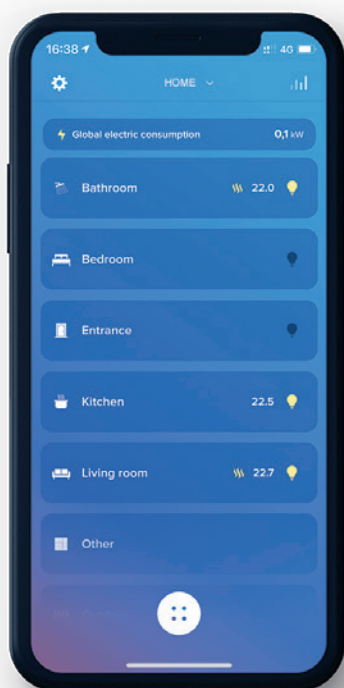 16:38 4G
HOME
Global electric consumption 0,1 kW
Bathroom 22.0
Bedroom
Entrance
Kitchen 22.5
Living room 22.7
Other